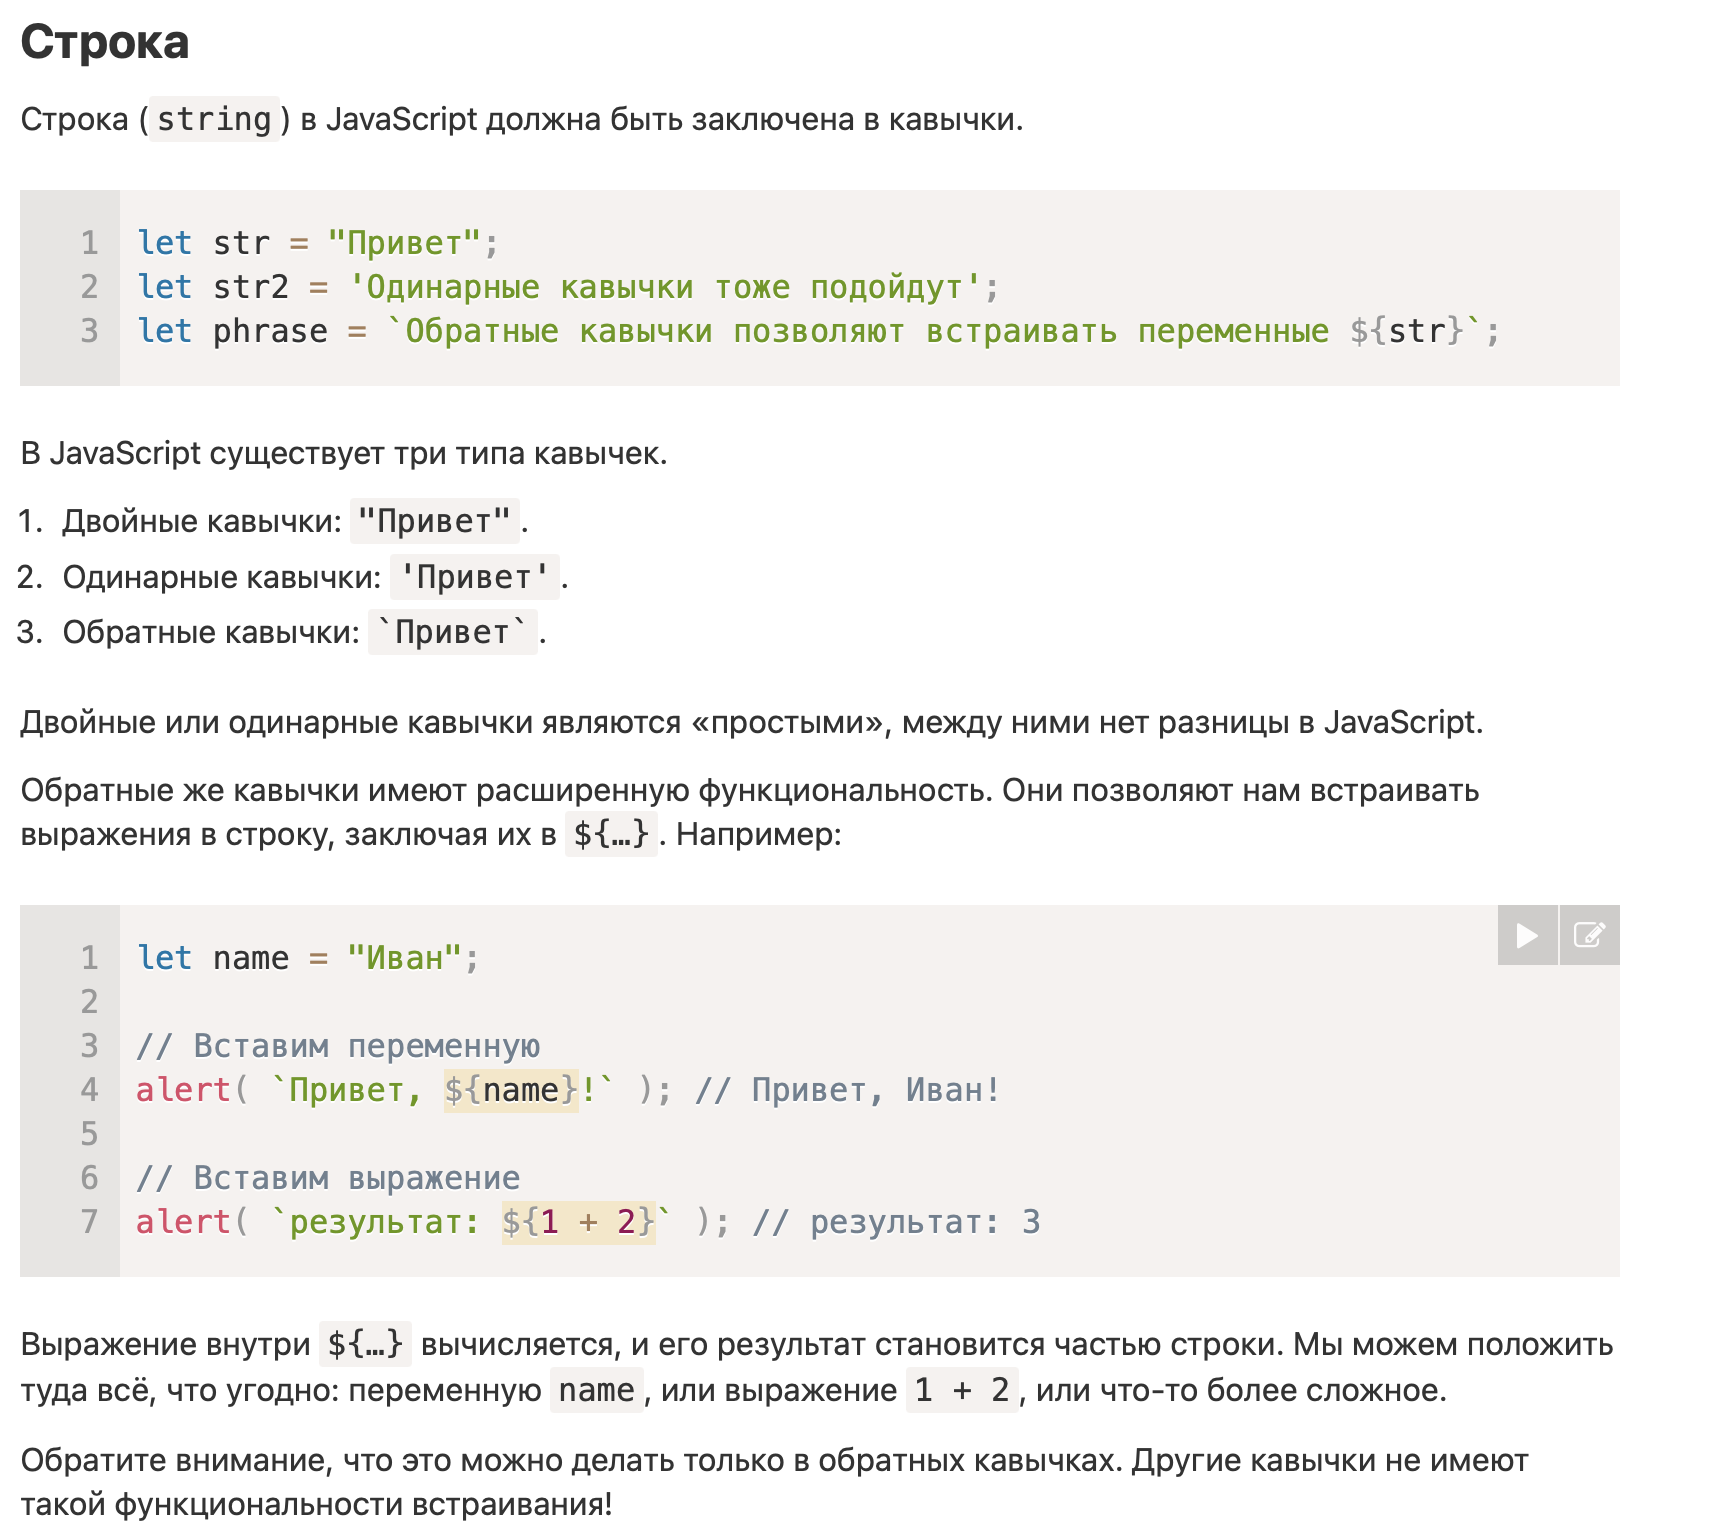 Строка
Строка (string) в JavaScript должна быть заключена в кавычки.
1 let str = "Привет";
2 let str2 = 'Одинарные кавычки тоже подойдут';
3 let phrase = `Обратные кавычки позволяют встраивать переменные ${str}`;
В JavaScript существует три типа кавычек.
1. Двойные кавычки: "Привет".
2. Одинарные кавычки: 'Привет'.
3. Обратные кавычки: `Привет`.
Двойные или одинарные кавычки являются «простыми», между ними нет разницы в JavaScript.
Обратные же кавычки имеют расширенную функциональность. Они позволяют нам встраивать
выражения в строку, заключая их в ${…}. Например:
1 let name = "Иван";
2
3 // Вставим переменную
4 alert( `Привет, ${name}!` ); // Привет, Иван!
5
6 // Вставим выражение
7 alert( `результат: ${1 + 2}` ); // результат: 3
Выражение внутри ${…} вычисляется, и его результат становится частью строки. Мы можем положить
туда всё, что угодно: переменную name, или выражение 1 + 2, или что-то более сложное.
Обратите внимание, что это можно делать только в обратных кавычках. Другие кавычки не имеют
такой функциональности встраивания!